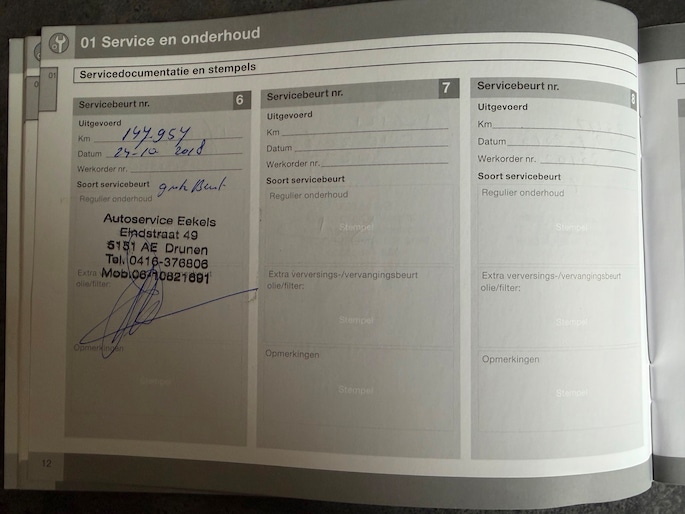 01 Service en onderhoud
01
Servicedocumentatie en stempels
Servicebeurt nr. 6
Uitgevoerd
Km 147.954
Datum 24-10 2018
Werkorder nr.
Soort servicebeurt grote Beurt
Regulier onderhoud
Autoservice Eekels
Eindstraat 49
5151 AE Drunen
Tel. 0416-376806
Mob.06-10821691
Extra
olie/filter:
Opmerkingen
Stempel
Servicebeurt nr. 7
Uitgevoerd
Km
Datum
Werkorder nr.
Soort servicebeurt
Regulier onderhoud
Stempel
Extra verversings-/vervangingsbeurt
olie/filter:
Stempel
Opmerkingen
Stempel
Servicebeurt nr. 8
Uitgevoerd
Km
Datum
Werkorder nr.
Soort servicebeurt
Regulier onderhoud
Stempel
Extra verversings-/vervangingsbeurt
olie/filter:
Stempel
Opmerkingen
Stempel
12